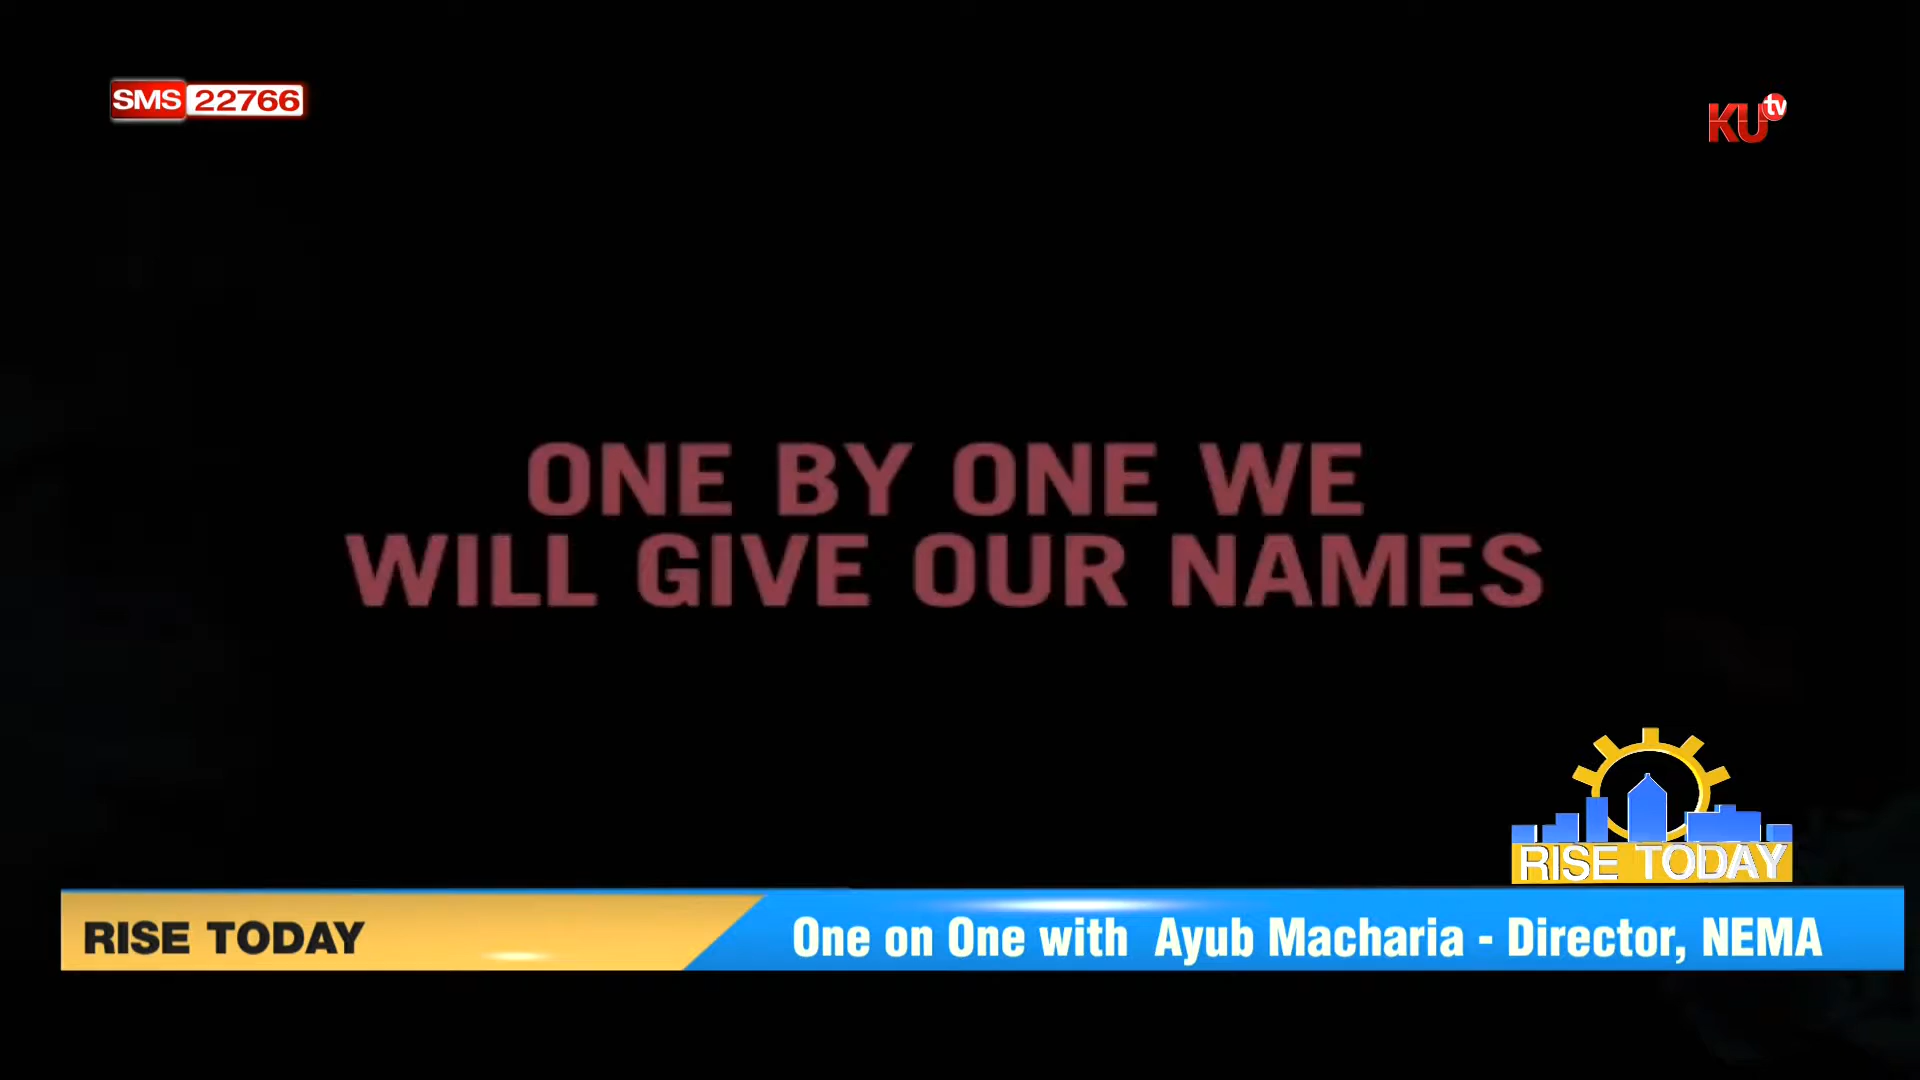 SMS 22766
KU tv
ONE BY ONE WE
WILL GIVE OUR NAMES
RISE TODAY
RISE TODAY
One on One with Ayub Macharia - Director, NEMA